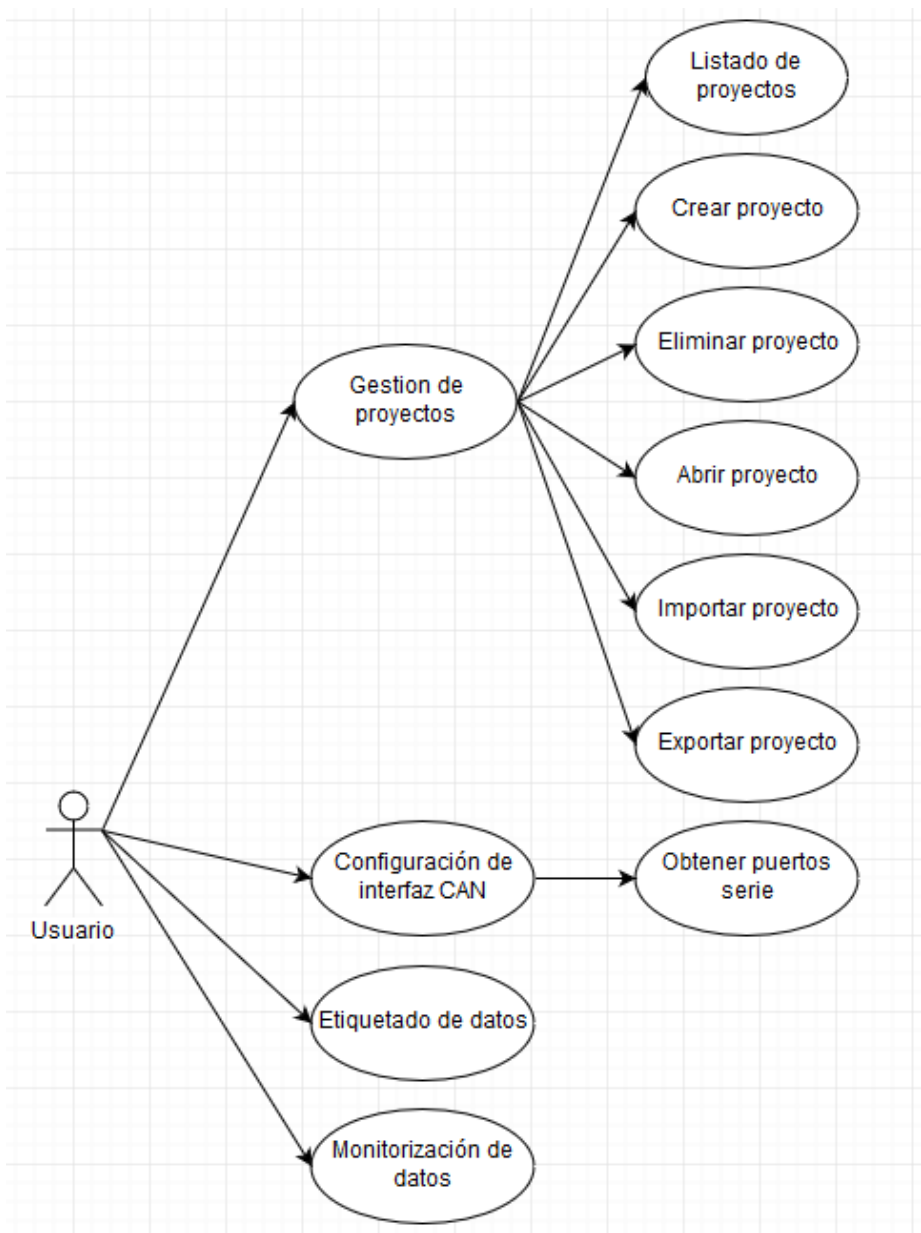 Listado de
proyectos
Crear proyecto
Eliminar proyecto
Gestion de
proyectos
Abrir proyecto
Importar proyecto
Exportar proyecto
Configuración de
interfaz CAN
Obtener puertos
serie
Usuario
Etiquetado de datos
Monitorización de
datos